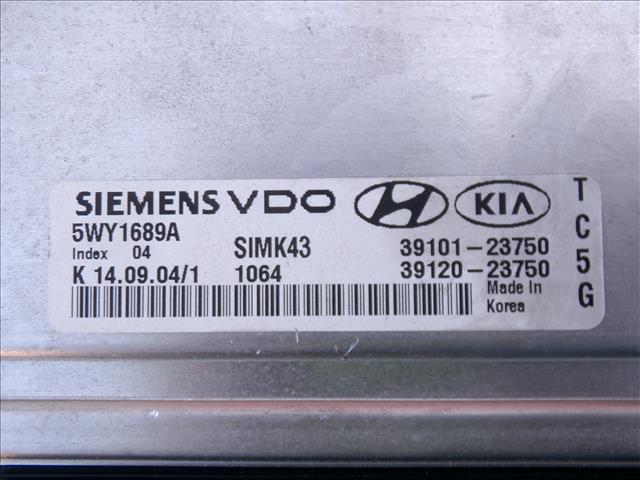 SIEMENS VDO KIA
5WY1689A
Index 04 SIMK43 39101-23750
K 14.09.04/1 1064 39120-23750
Made In
Korea
TC5G